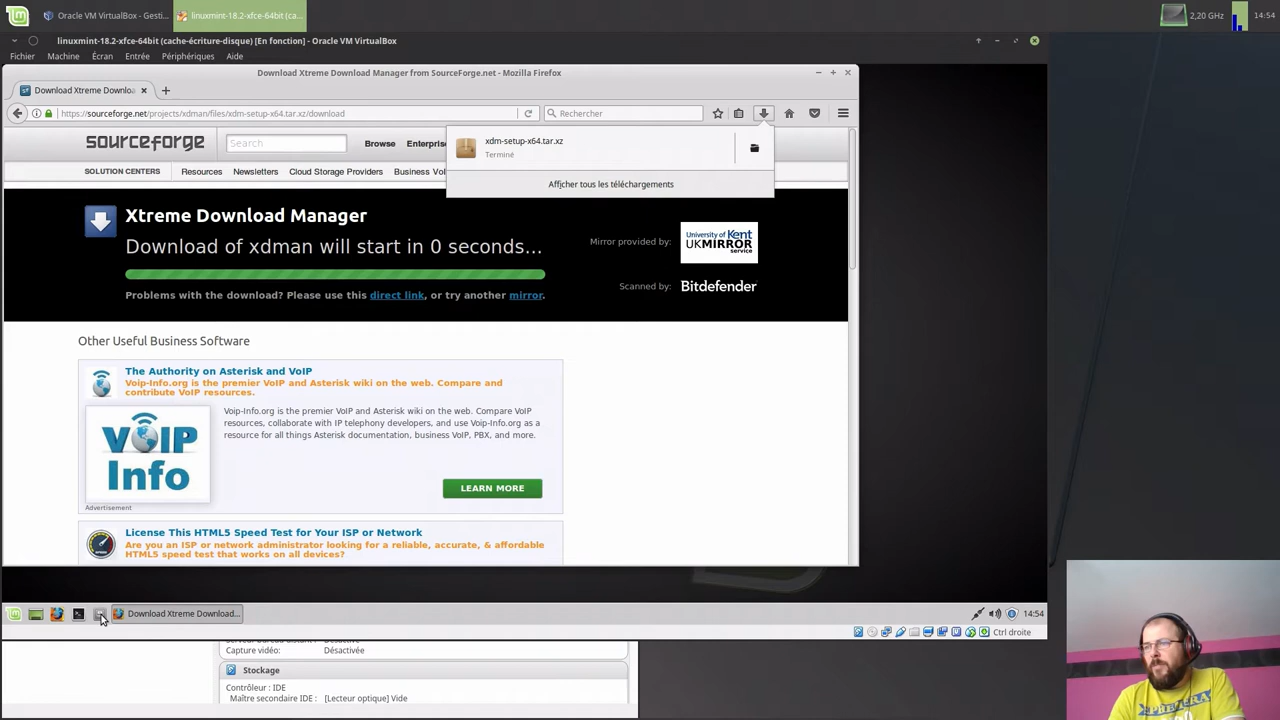 Oracle VM VirtualBox - Gesti...
linuxmint-18.2-xfce-64bit (ca...
2,20 GHz
14:54
linuxmint-18.2-xfce-64bit (cache-écriture-disque) [En fonction] - Oracle VM VirtualBox
Fichier Machine Écran Entrée Périphériques Aide
Download Xtreme Download Manager from SourceForge.net - Mozilla Firefox
Download Xtreme Downlo...
https://sourceforge.net/projects/xdman/files/xdm-setup-x64.tar.xz/download
Rechercher
sourceforge
Search
Browse
Enterpris
xdm-setup-x64.tar.xz
Terminé
SOLUTION CENTERS Resources Newsletters Cloud Storage Providers Business Vo
Afficher tous les téléchargements
Xtreme Download Manager
Download of xdman will start in 0 seconds...
Mirror provided by:
University of Kent
UKMIRROR
service
Problems with the download? Please use this direct link, or try another mirror.
Scanned by: Bitdefender
Other Useful Business Software
The Authority on Asterisk and VoIP
Voip-Info.org is the premier VoIP and Asterisk wiki on the web. Compare and
contribute VoIP resources.
Voip-Info.org is the premier VoIP and Asterisk wiki on the web. Compare VoIP
resources, collaborate with IP telephony developers, and use Voip-Info.org as a
resource for all things Asterisk documentation, business VoIP, PBX, and more.
VOIP
Info
LEARN MORE
Advertisement
License This HTML5 Speed Test for Your ISP or Network
Are you an ISP or network administrator looking for a reliable, accurate, & affordable
HTML5 speed test that works on all devices?
Download Xtreme Download...
14:54
Ctrl droite
Capture vidéo: Désactivée
Stockage
Contrôleur : IDE
Maître secondaire IDE : [Lecteur optique] Vide